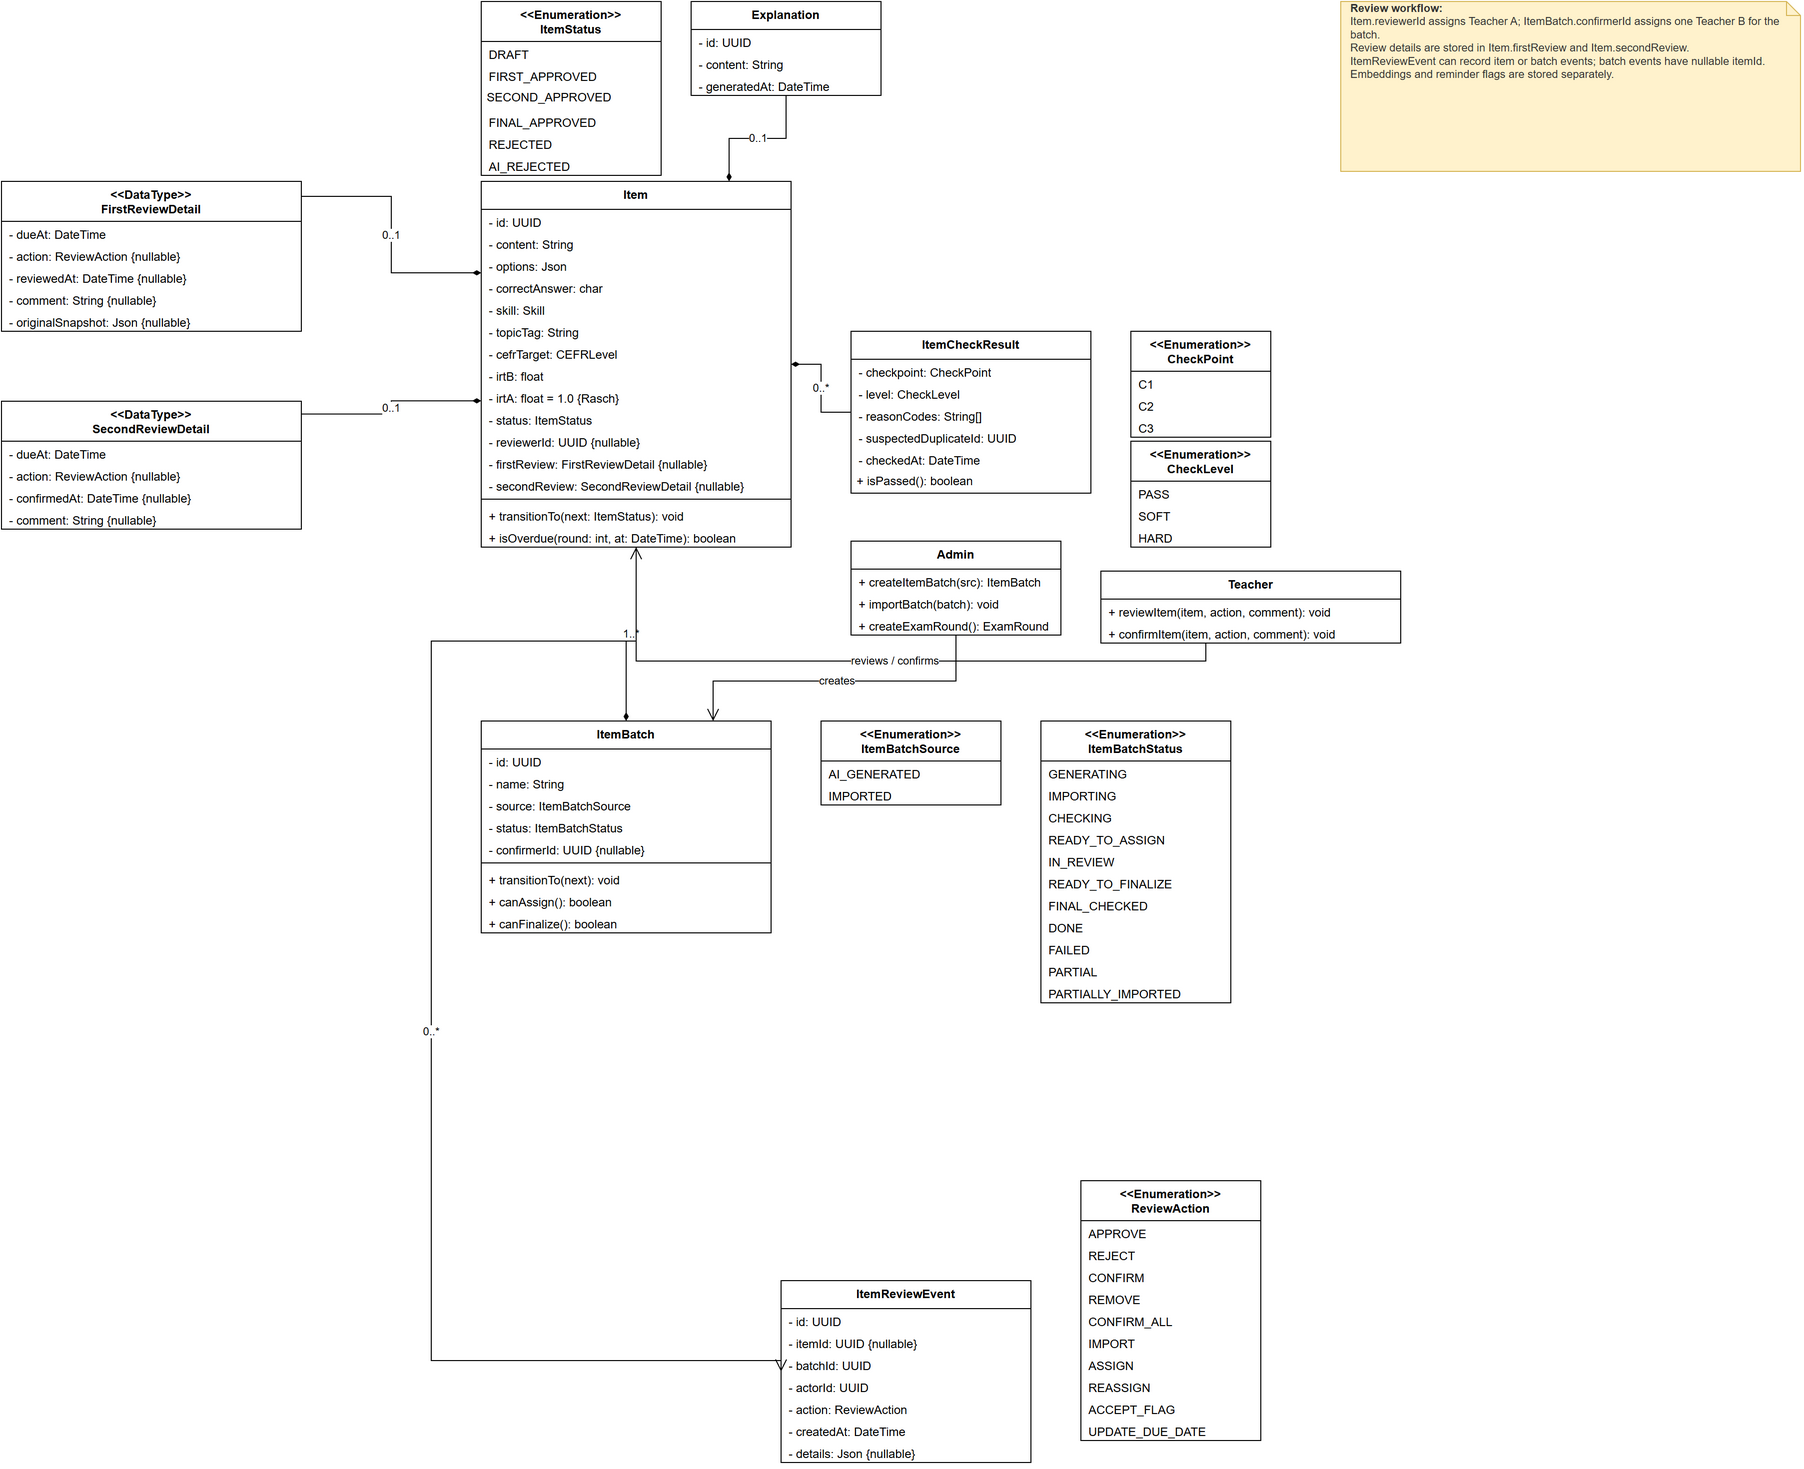 <<Enumeration>>
ItemStatus
DRAFT
FIRST_APPROVED
SECOND_APPROVED
FINAL_APPROVED
REJECTED
AI_REJECTED
Explanation
- id: UUID
- content: String
- generatedAt: DateTime
0..1
Review workflow:
Item.reviewerId assigns Teacher A; ItemBatch.confirmerId assigns one Teacher B for the
batch.
Review details are stored in Item.firstReview and Item.secondReview.
ItemReviewEvent can record item or batch events; batch events have nullable itemId.
Embeddings and reminder flags are stored separately.
<<DataType>>
FirstReviewDetail
- dueAt: DateTime
- action: ReviewAction {nullable}
- reviewedAt: DateTime {nullable}
- comment: String {nullable}
- originalSnapshot: Json {nullable}
0..1
<<DataType>>
SecondReviewDetail
- dueAt: DateTime
- action: ReviewAction {nullable}
- confirmedAt: DateTime {nullable}
- comment: String {nullable}
0..1
Item
- id: UUID
- content: String
- options: Json
- correctAnswer: char
- skill: Skill
- topicTag: String
- cefrTarget: CEFRLevel
- irtB: float
- irtA: float = 1.0 {Rasch}
- status: ItemStatus
- reviewerId: UUID {nullable}
- firstReview: FirstReviewDetail {nullable}
- secondReview: SecondReviewDetail {nullable}
+ transitionTo(next: ItemStatus): void
+ isOverdue(round: int, at: DateTime): boolean
0..*
ItemCheckResult
- checkpoint: CheckPoint
- level: CheckLevel
- reasonCodes: String[]
- suspectedDuplicateId: UUID
- checkedAt: DateTime
+ isPassed(): boolean
<<Enumeration>>
CheckPoint
C1
C2
C3
<<Enumeration>>
CheckLevel
PASS
SOFT
HARD
Admin
+ createItemBatch(src): ItemBatch
+ importBatch(batch): void
+ createExamRound(): ExamRound
Teacher
+ reviewItem(item, action, comment): void
+ confirmItem(item, action, comment): void
1..*
reviews / confirms
creates
ItemBatch
- id: UUID
- name: String
- source: ItemBatchSource
- status: ItemBatchStatus
- confirmerId: UUID {nullable}
+ transitionTo(next): void
+ canAssign(): boolean
+ canFinalize(): boolean
<<Enumeration>>
ItemBatchSource
AI_GENERATED
IMPORTED
<<Enumeration>>
ItemBatchStatus
GENERATING
IMPORTING
CHECKING
READY_TO_ASSIGN
IN_REVIEW
READY_TO_FINALIZE
FINAL_CHECKED
DONE
FAILED
PARTIAL
PARTIALLY_IMPORTED
0..*
ItemReviewEvent
- id: UUID
- itemId: UUID {nullable}
- batchId: UUID
- actorId: UUID
- action: ReviewAction
- createdAt: DateTime
- details: Json {nullable}
<<Enumeration>>
ReviewAction
APPROVE
REJECT
CONFIRM
REMOVE
CONFIRM_ALL
IMPORT
ASSIGN
REASSIGN
ACCEPT_FLAG
UPDATE_DUE_DATE